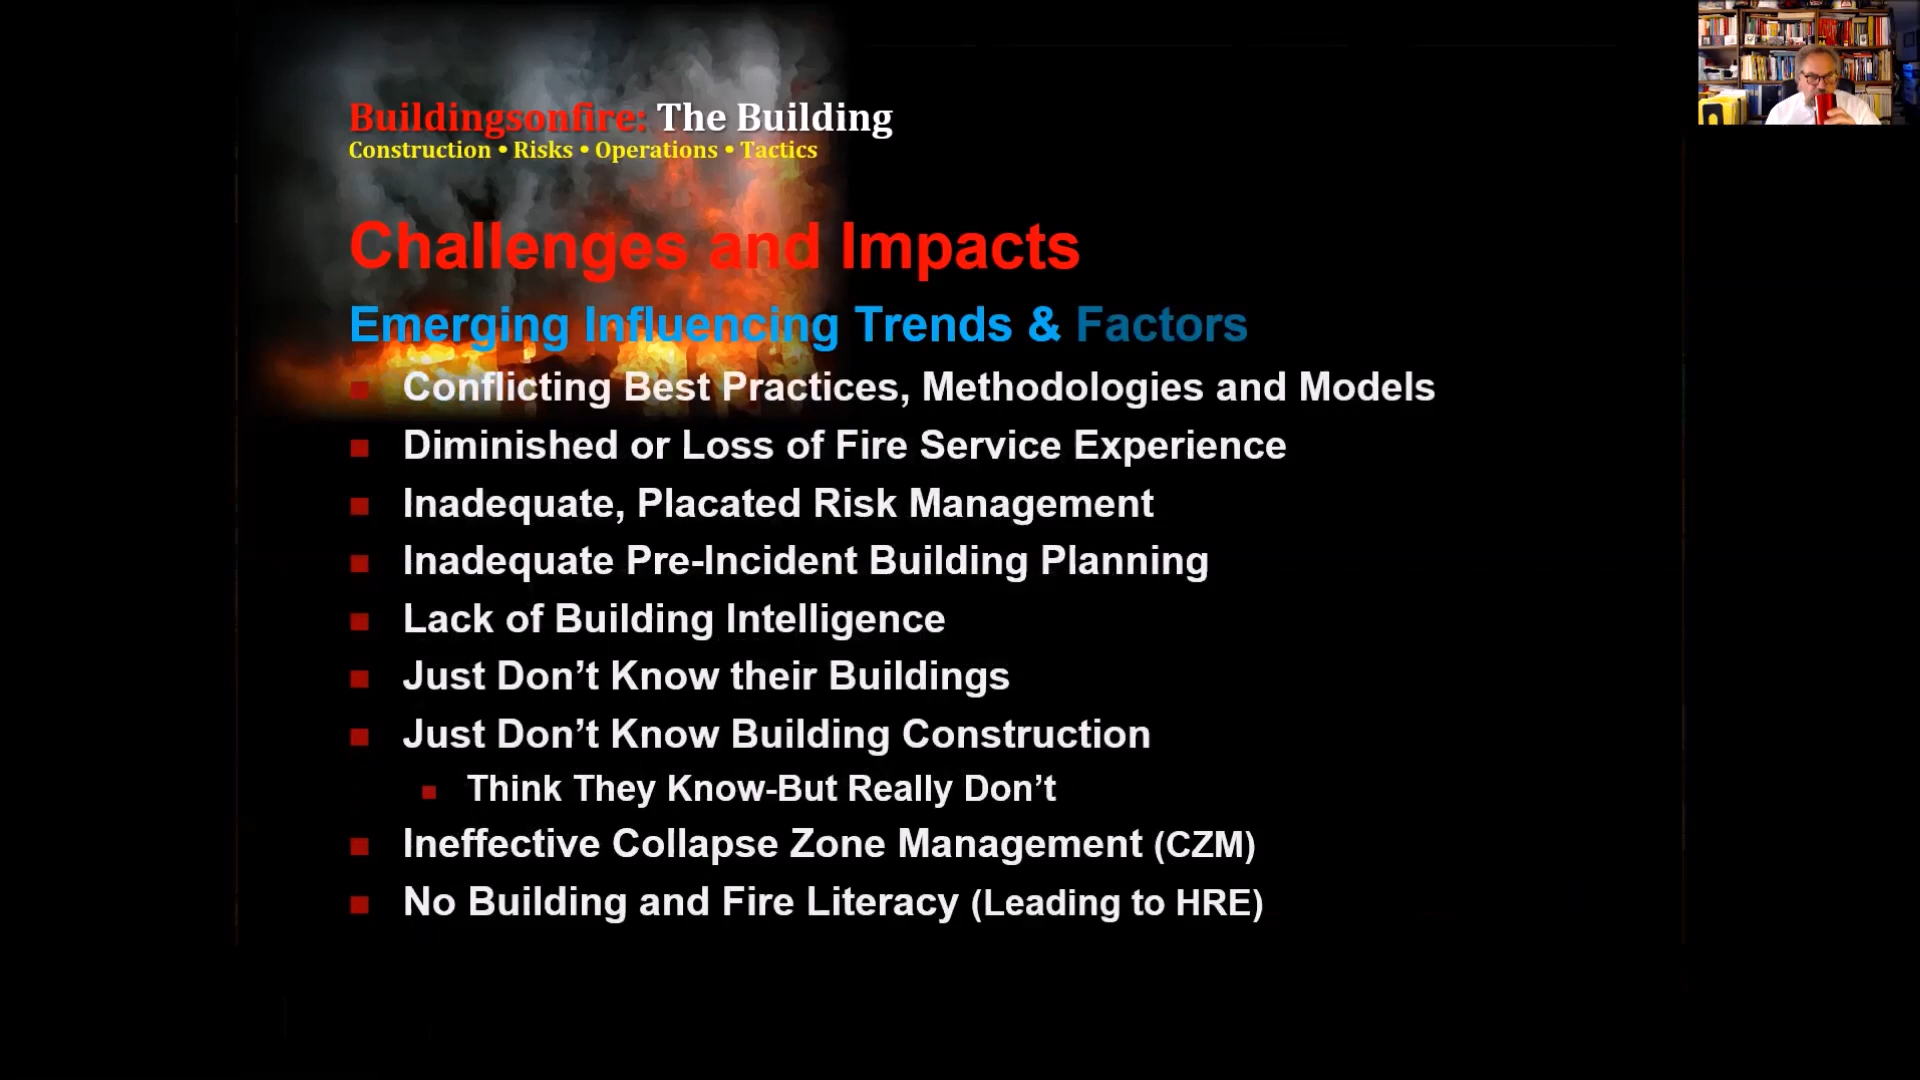 Buildingsonfire: The Building
Construction • Risks • Operations • Tactics
Challenges and Impacts
Emerging Influencing Trends & Factors
Conflicting Best Practices, Methodologies and Models
Diminished or Loss of Fire Service Experience
Inadequate, Placated Risk Management
Inadequate Pre-Incident Building Planning
Lack of Building Intelligence
Just Don’t Know their Buildings
Just Don’t Know Building Construction
Think They Know-But Really Don’t
Ineffective Collapse Zone Management (CZM)
No Building and Fire Literacy (Leading to HRE)